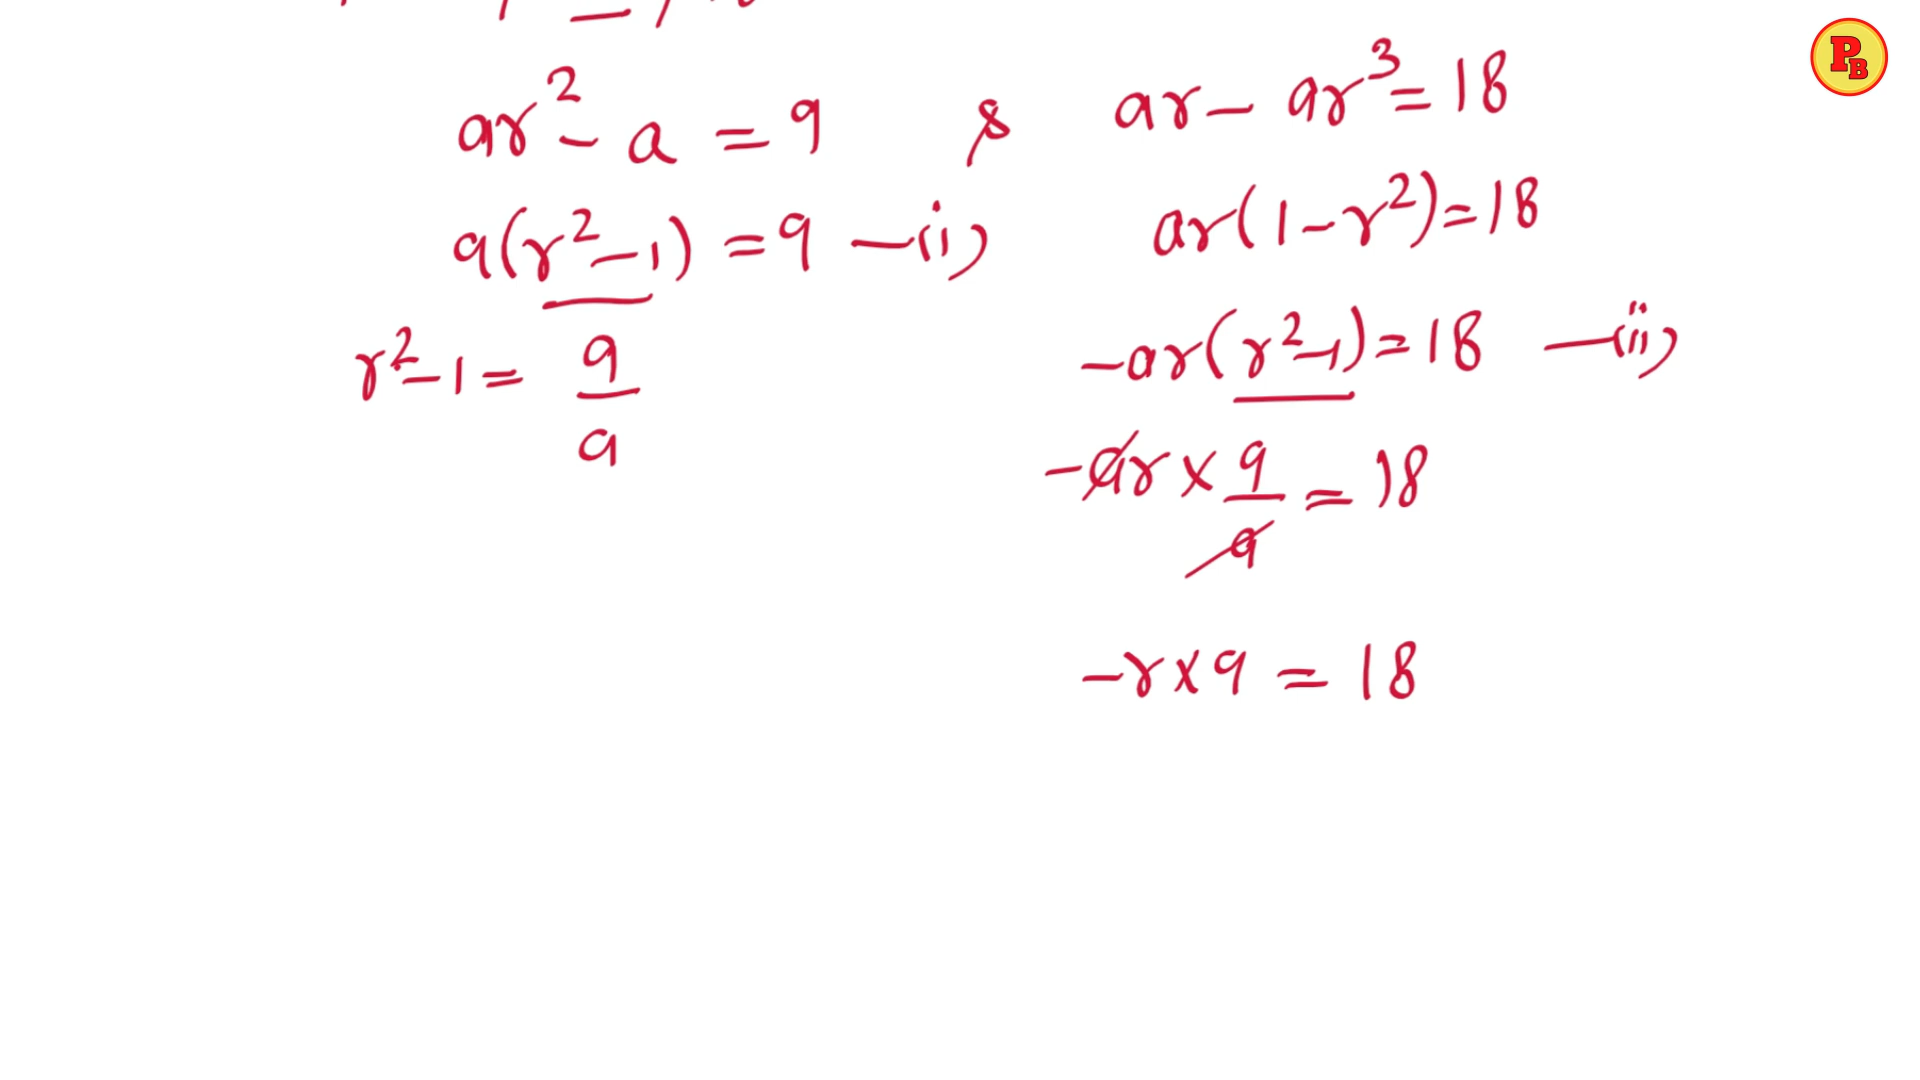 ar² - a = 9 & ar - ar³ = 18
a(r² - 1) = 9 — (i) ar(1 - r²) = 18
r² - 1 = 9/a -ar(r² - 1) = 18 — (ii)
-ar × 9/a = 18
-r × 9 = 18
PB